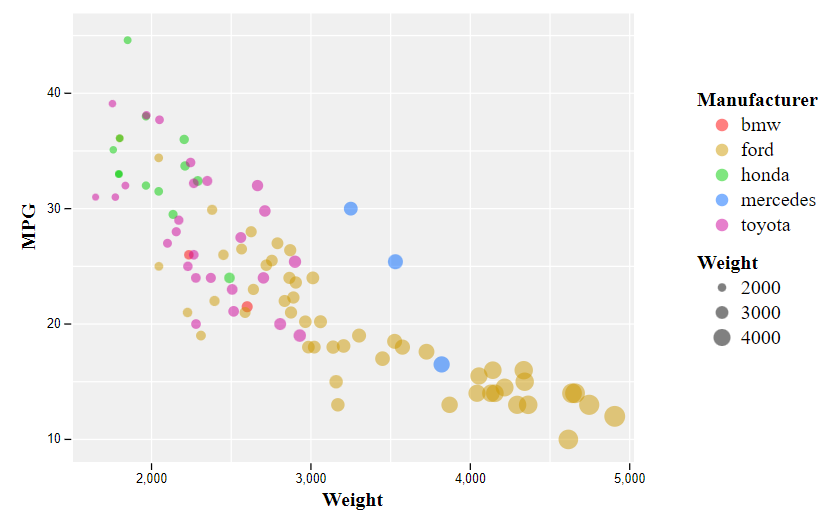 MPG
40
30
20
10
2,000
3,000
4,000
5,000
Weight
Manufacturer
bmw
ford
honda
mercedes
toyota
Weight
2000
3000
4000